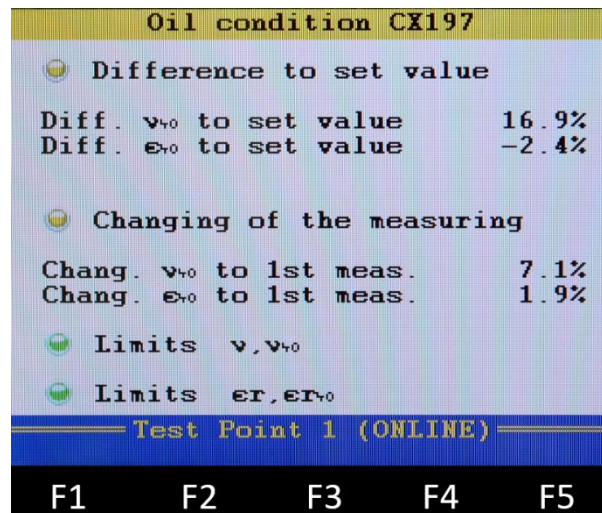 Oil condition CX197
Difference to set value
Diff. ν₄₀ to set value 16.9%
Diff. εr₄₀ to set value -2.4%
Changing of the measuring
Chang. ν₄₀ to 1st meas. 7.1%
Chang. εr₄₀ to 1st meas. 1.9%
Limits ν,ν₄₀
Limits εr,εr₄₀
Test Point 1 (ONLINE)
F1 F2 F3 F4 F5